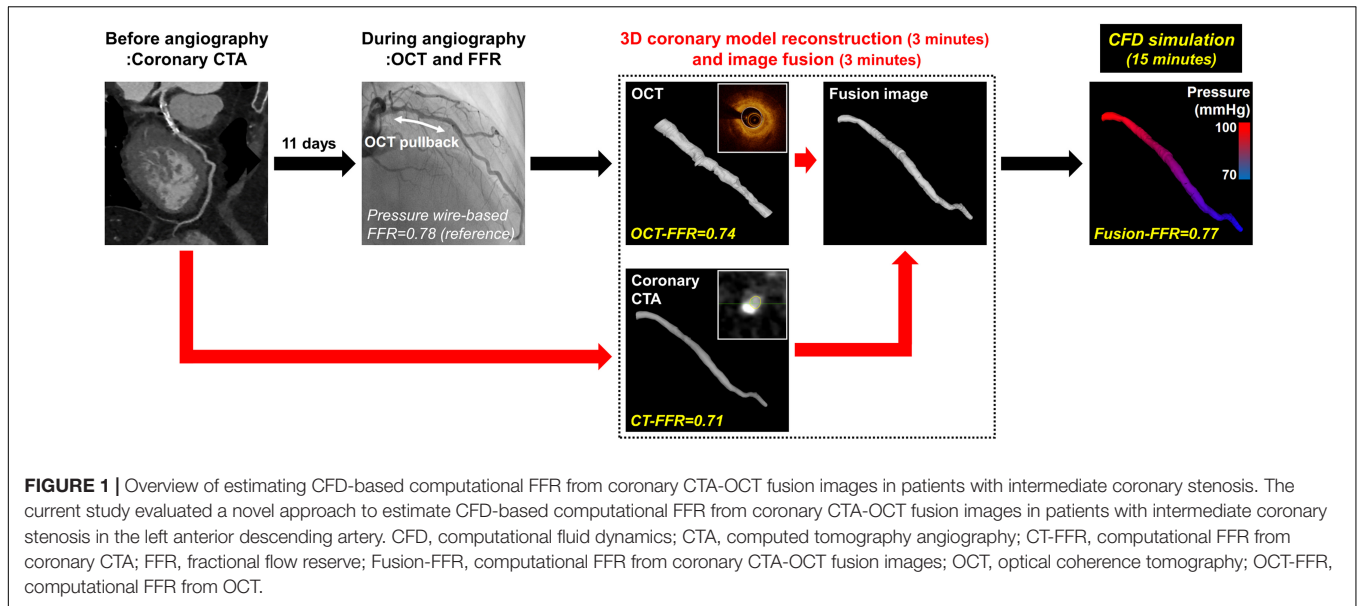 Before angiography
:Coronary CTA
During angiography
:OCT and FFR
3D coronary model reconstruction (3 minutes)
and image fusion (3 minutes)
CFD simulation
(15 minutes)
11 days
OCT pullback
Pressure wire-based
FFR=0.78 (reference)
OCT
OCT-FFR=0.74
Fusion image
Pressure
(mmHg)
100
70
Fusion-FFR=0.77
Coronary
CTA
CT-FFR=0.71
FIGURE 1 | Overview of estimating CFD-based computational FFR from coronary CTA-OCT fusion images in patients with intermediate coronary stenosis. The
current study evaluated a novel approach to estimate CFD-based computational FFR from coronary CTA-OCT fusion images in patients with intermediate coronary
stenosis in the left anterior descending artery. CFD, computational fluid dynamics; CTA, computed tomography angiography; CT-FFR, computational FFR from
coronary CTA; FFR, fractional flow reserve; Fusion-FFR, computational FFR from coronary CTA-OCT fusion images; OCT, optical coherence tomography; OCT-FFR,
computational FFR from OCT.